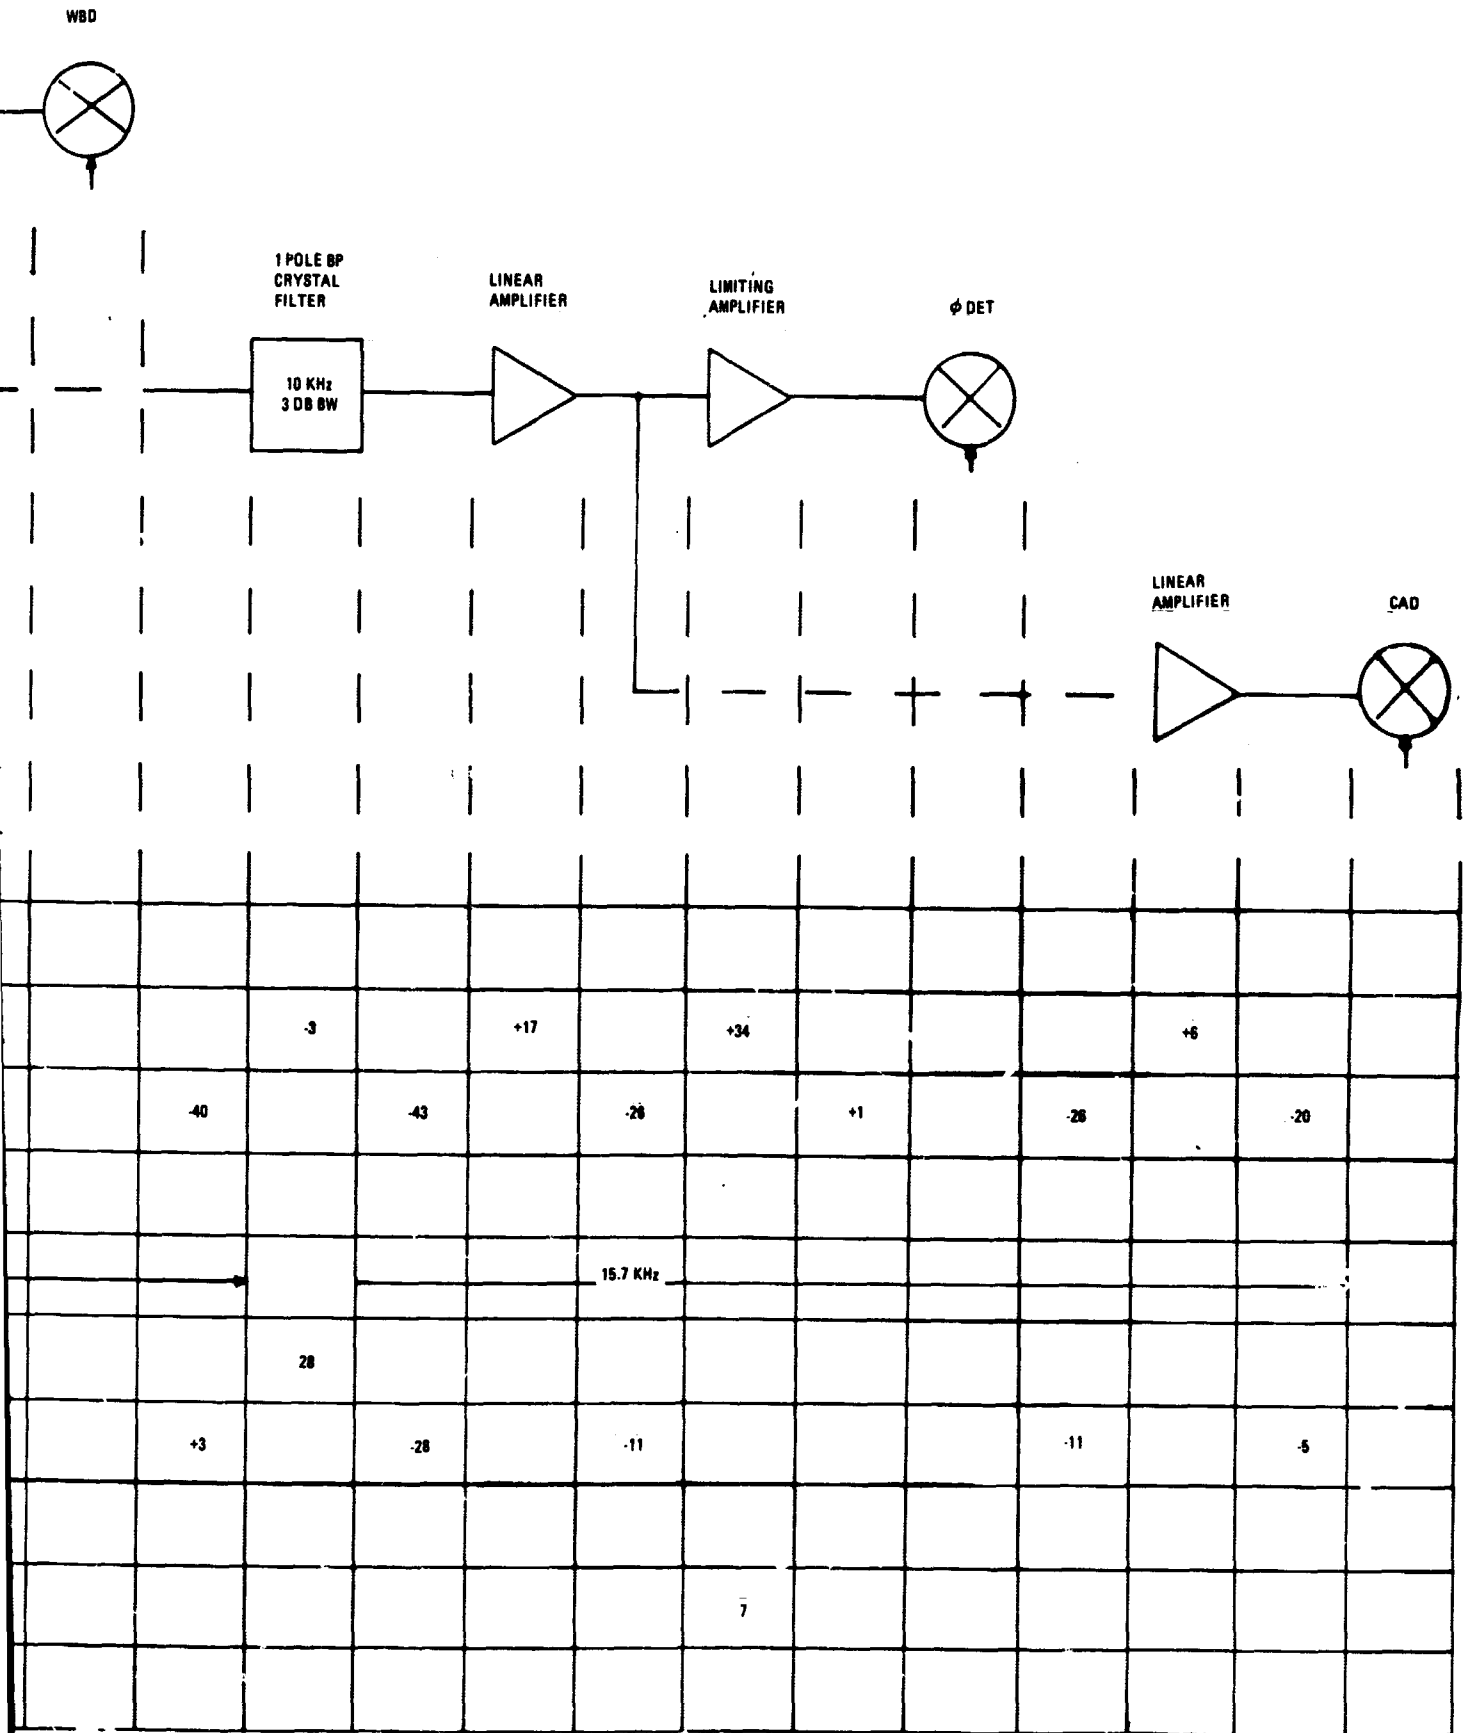 WBD
1 POLE BP
CRYSTAL
FILTER
LINEAR
AMPLIFIER
LIMITING
AMPLIFIER
ϕ DET
10 KHz
3 DB BW
LINEAR
AMPLIFIER
CAD
-3 +17 +34 +6
-40 -43 -26 +1 -26 -20
15.7 KHz
28
+3 -28 -11 -11 -5
7